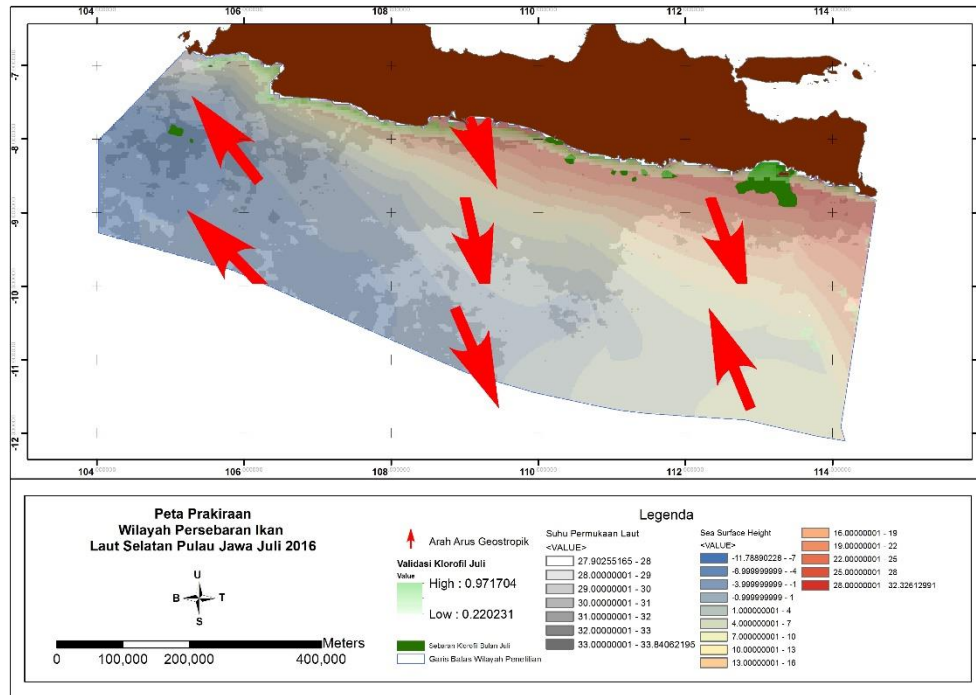 104 106 108 110 112 114
-7
-8
-9
-10
-11
-12
104 106 108 110 112 114
Peta Prakiraan
Wilayah Persebaran Ikan
Laut Selatan Pulau Jawa Juli 2016
U
B T
S
Meters
0 100,000 200,000 400,000
Legenda
Arah Arus Geotropik
Validasi Klorofil Juli
Value
High : 0.971704
Low : 0.220231
Sebaran Klorofil Bulan Juli
Garis Batas Wilayah Penelitian
Suhu Permukaan Laut
<VALUE>
27.90255165 - 28
28.00000001 - 29
29.00000001 - 30
30.00000001 - 31
31.00000001 - 32
32.00000001 - 33
33.00000001 - 33.84062195
Sea Surface Height
<VALUE>
-11.78890228 - -7
-6.999999999 - -4
-3.999999999 - -1
-0.999999999 - 1
1.000000001 - 4
4.000000001 - 7
7.000000001 - 10
10.00000001 - 13
13.00000001 - 16
16.00000001 - 19
19.00000001 - 22
22.00000001 - 25
25.00000001 - 28
28.00000001 - 32.32612991